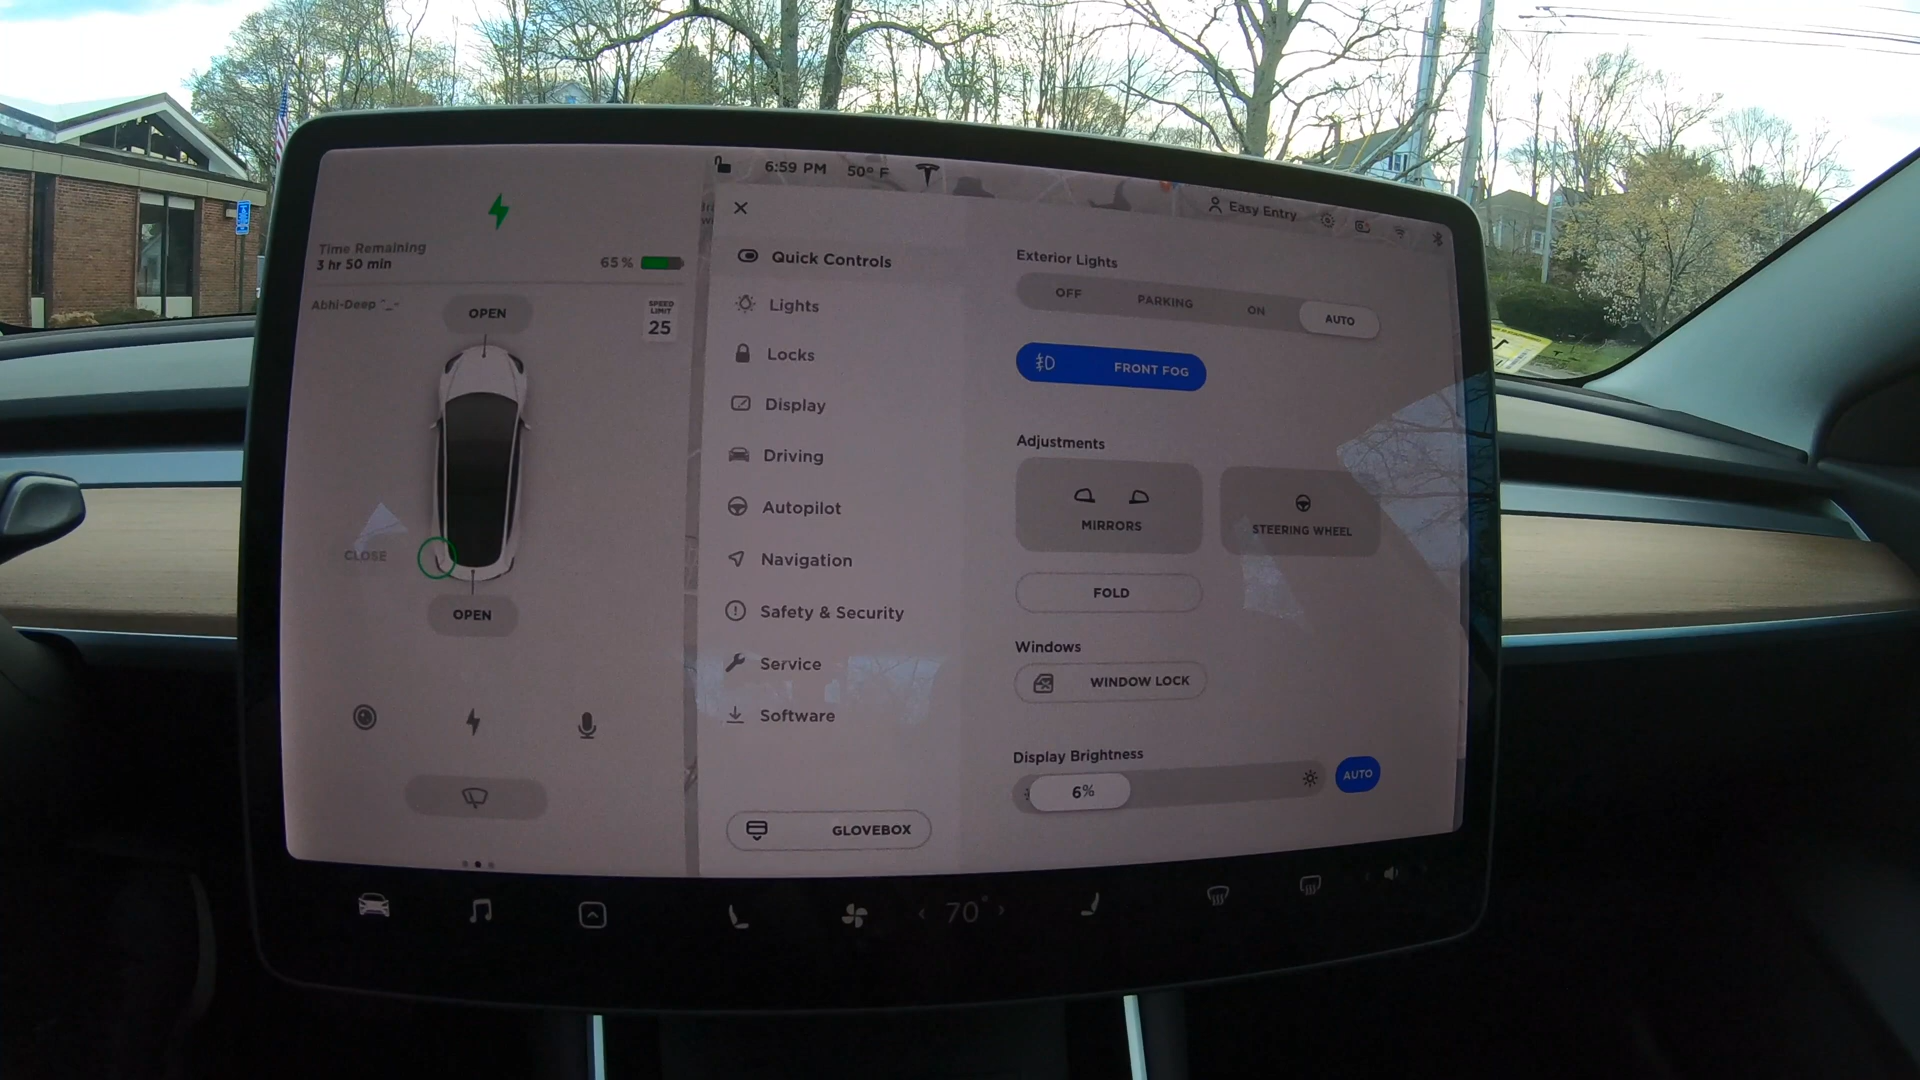 6:59 PM
50° F
Easy Entry
Time Remaining
3 hr 50 min
65 %
Abhi-Deep ^_~
OPEN
SPEED
LIMIT
25
CLOSE
OPEN
Quick Controls
Lights
Locks
Display
Driving
Autopilot
Navigation
Safety & Security
Service
Software
GLOVEBOX
Exterior Lights
OFF
PARKING
ON
AUTO
FRONT FOG
Adjustments
MIRRORS
STEERING WHEEL
FOLD
Windows
WINDOW LOCK
Display Brightness
6%
AUTO
< 70° >